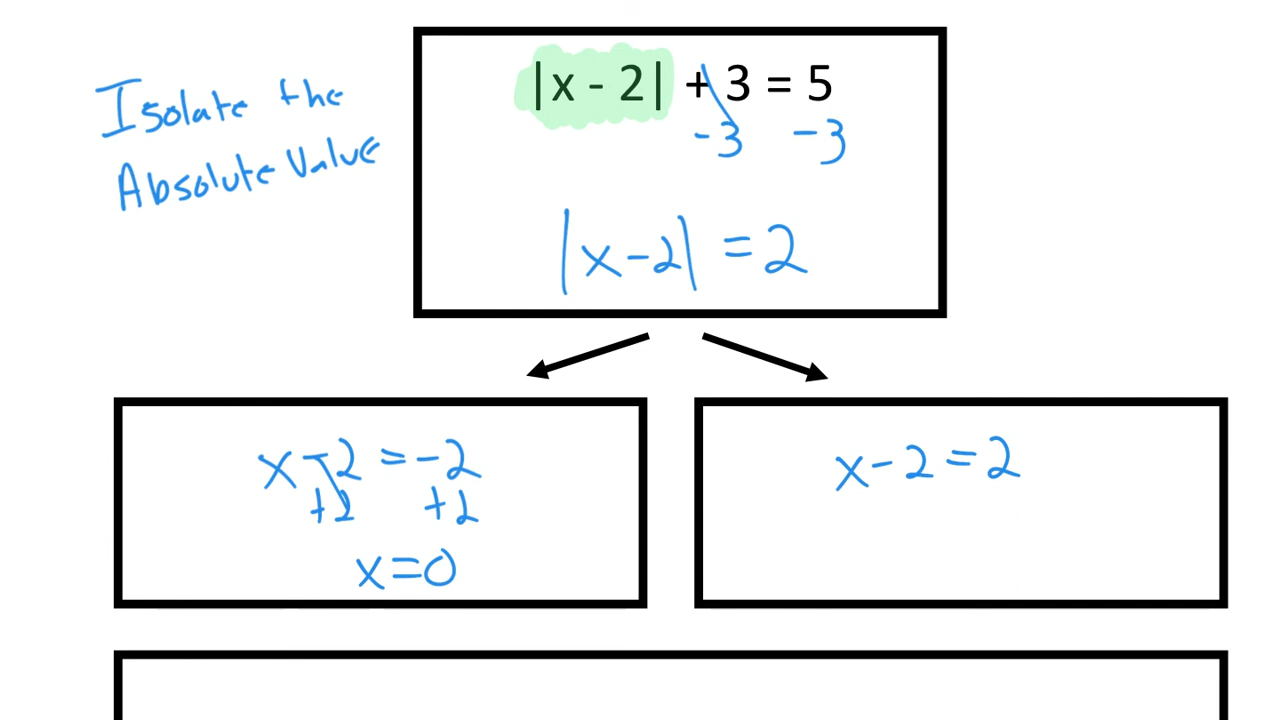 |x - 2| + 3 = 5
-3 -3
Isolate the
Absolute Value
|x-2| = 2
x-2 = -2
+2 +2
x=0
x-2=2